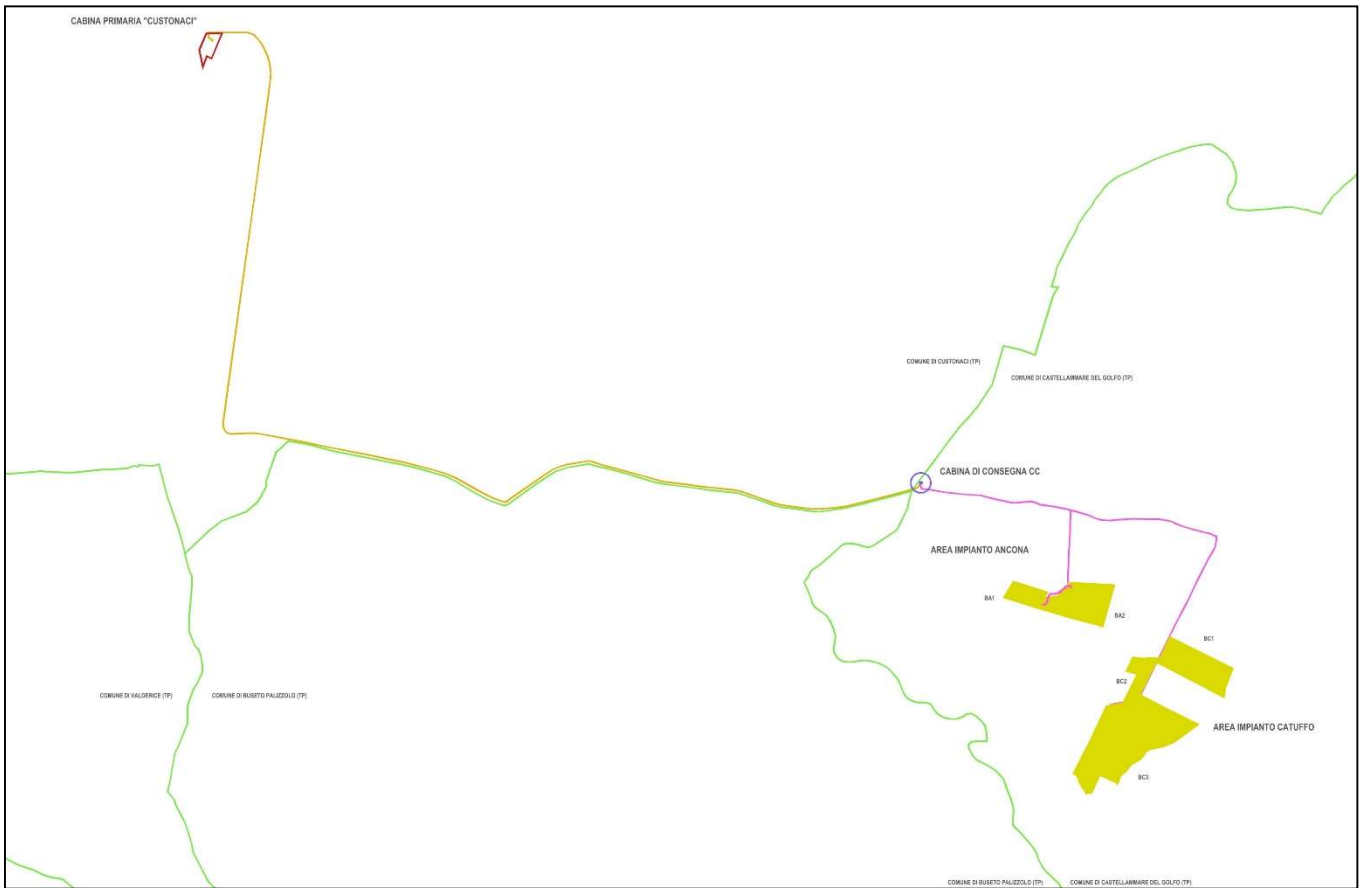 CABINA PRIMARIA "CUSTONACI"
COMUNE DI CUSTONACI (TP)
COMUNE DI CASTELLAMMARE DEL GOLFO (TP)
CABINA DI CONSEGNA CC
AREA IMPIANTO ANCONA
BA1
BA2
BC1
BC2
COMUNE DI VALDERICE (TP)
COMUNE DI BUSETO PALIZZOLO (TP)
AREA IMPIANTO CATUFFO
BC3
COMUNE DI BUSETO PALIZZOLO (TP)
COMUNE DI CASTELLAMMARE DEL GOLFO (TP)